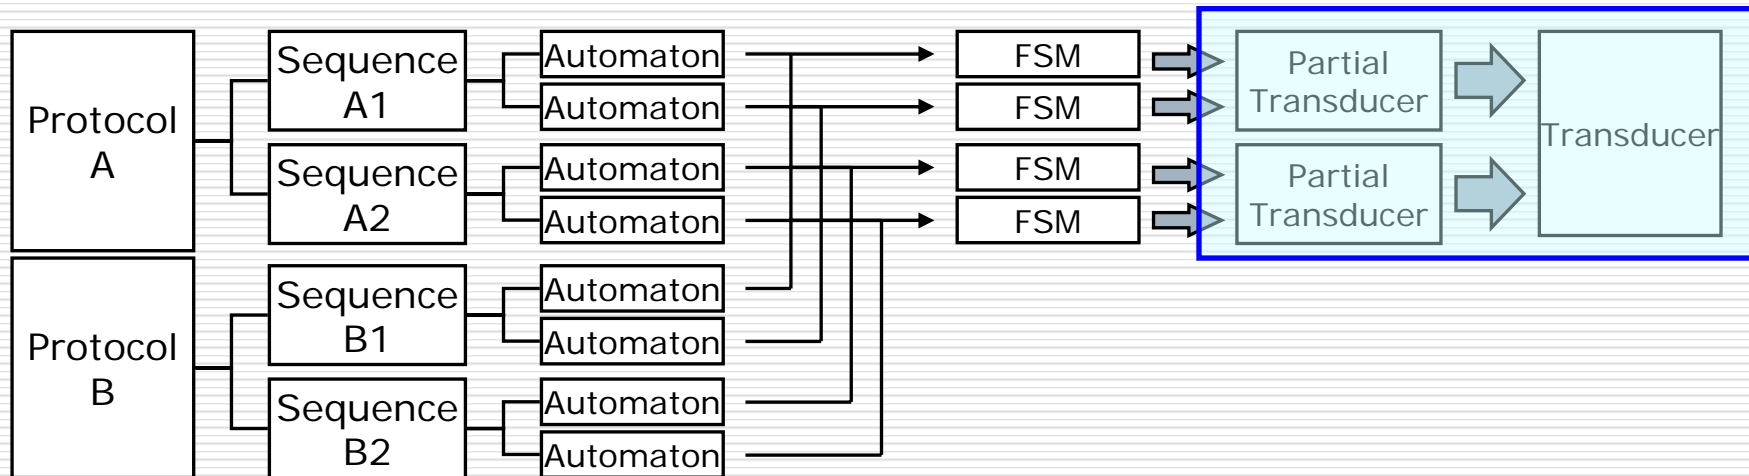 Protocol
A
Sequence
A1
Automaton
Automaton
Sequence
A2
Automaton
Automaton
Protocol
B
Sequence
B1
Automaton
Automaton
Sequence
B2
Automaton
Automaton
FSM
FSM
FSM
FSM
Partial
Transducer
Partial
Transducer
Transducer